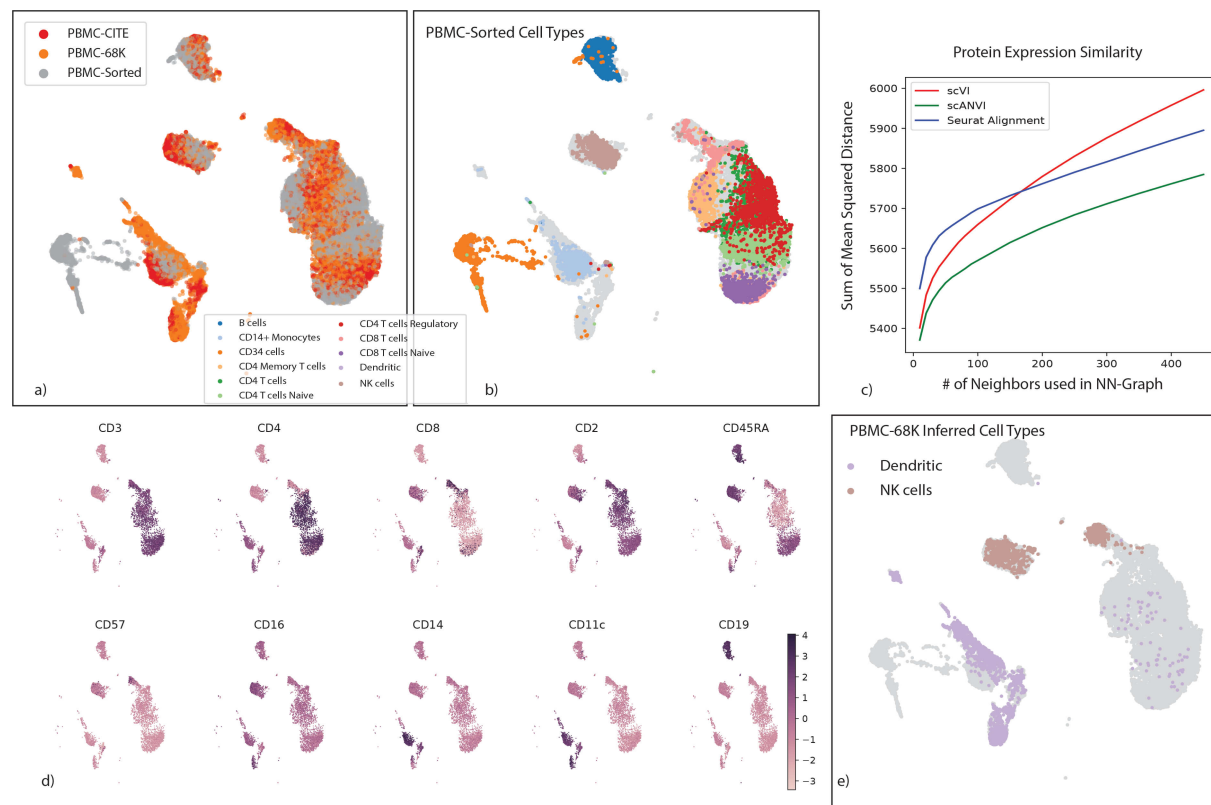 PBMC-CITE
PBMC-68K
PBMC-Sorted
a)
PBMC-Sorted Cell Types
B cells
CD14+ Monocytes
CD34 cells
CD4 Memory T cells
CD4 T cells
CD4 T cells Naive
CD4 T cells Regulatory
CD8 T cells
CD8 T cells Naive
Dendritic
NK cells
b)
Protein Expression Similarity
scVI
scANVI
Seurat Alignment
Sum of Mean Squared Distance
6000
5900
5800
5700
5600
5500
5400
0 100 200 300 400
# of Neighbors used in NN-Graph
c)
CD3 CD4 CD8 CD2 CD45RA
CD57 CD16 CD14 CD11c CD19
4
3
2
1
0
−1
−2
−3
d)
PBMC-68K Inferred Cell Types
Dendritic
NK cells
e)